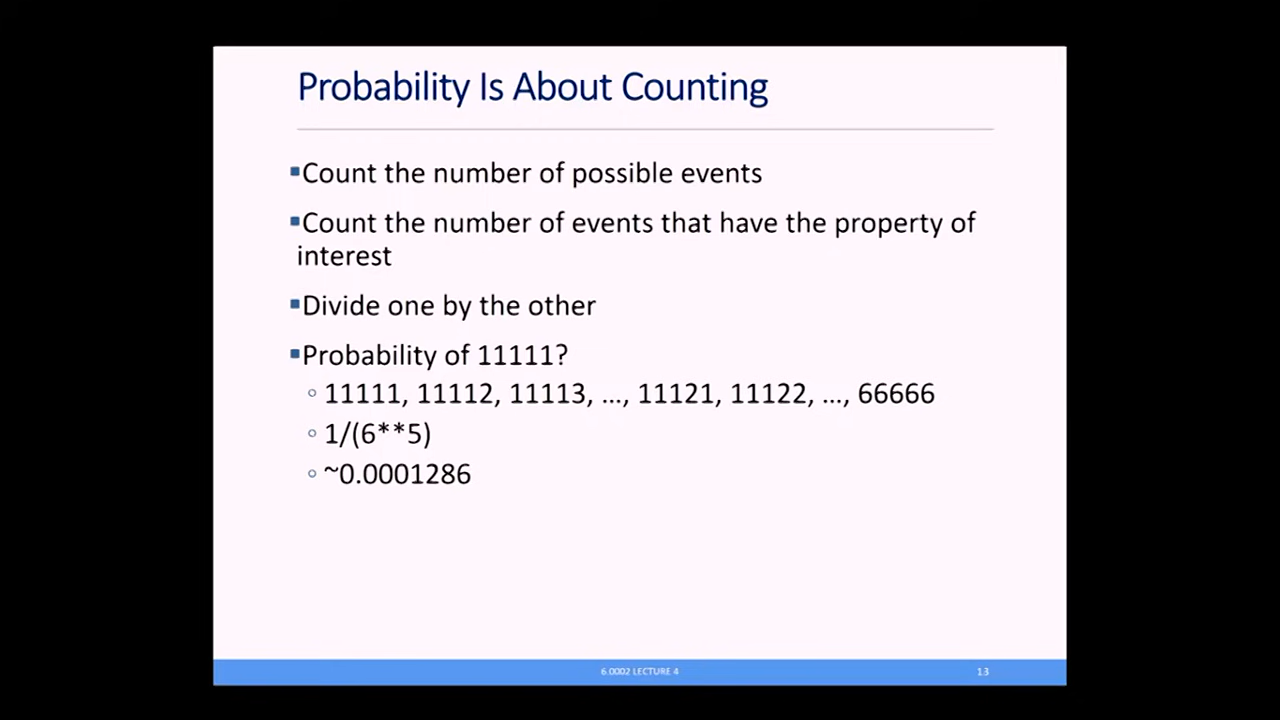 Probability Is About Counting
▪Count the number of possible events
▪Count the number of events that have the property of
interest
▪Divide one by the other
▪Probability of 11111?
◦ 11111, 11112, 11113, …, 11121, 11122, …, 66666
◦ 1/(6**5)
◦ ~0.0001286
6.0002 LECTURE 4
13